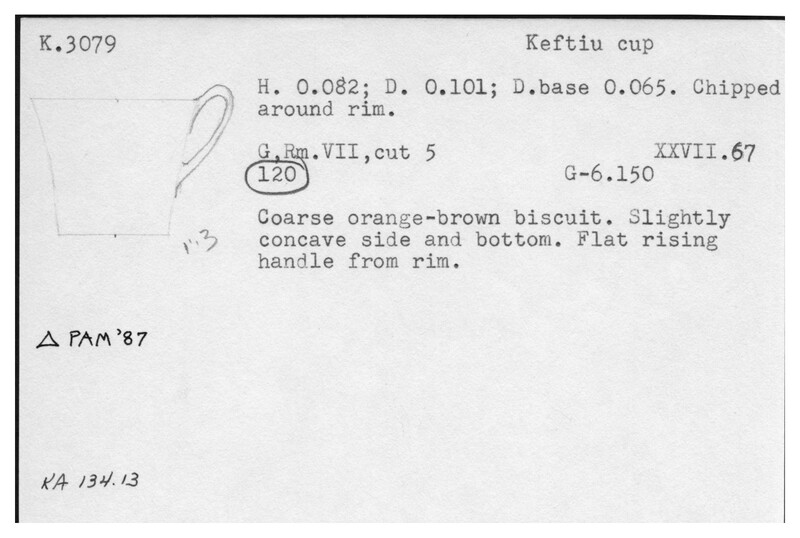 K.3079
Keftiu cup
H. 0.082; D. 0.101; D.base 0.065. Chipped
around rim.
G,Rm.VII,cut 5
XXVII.67
120
G-6.150
Coarse orange-brown biscuit. Slightly
concave side and bottom. Flat rising
handle from rim.
1:3
△ PAM '87
KA 134.13